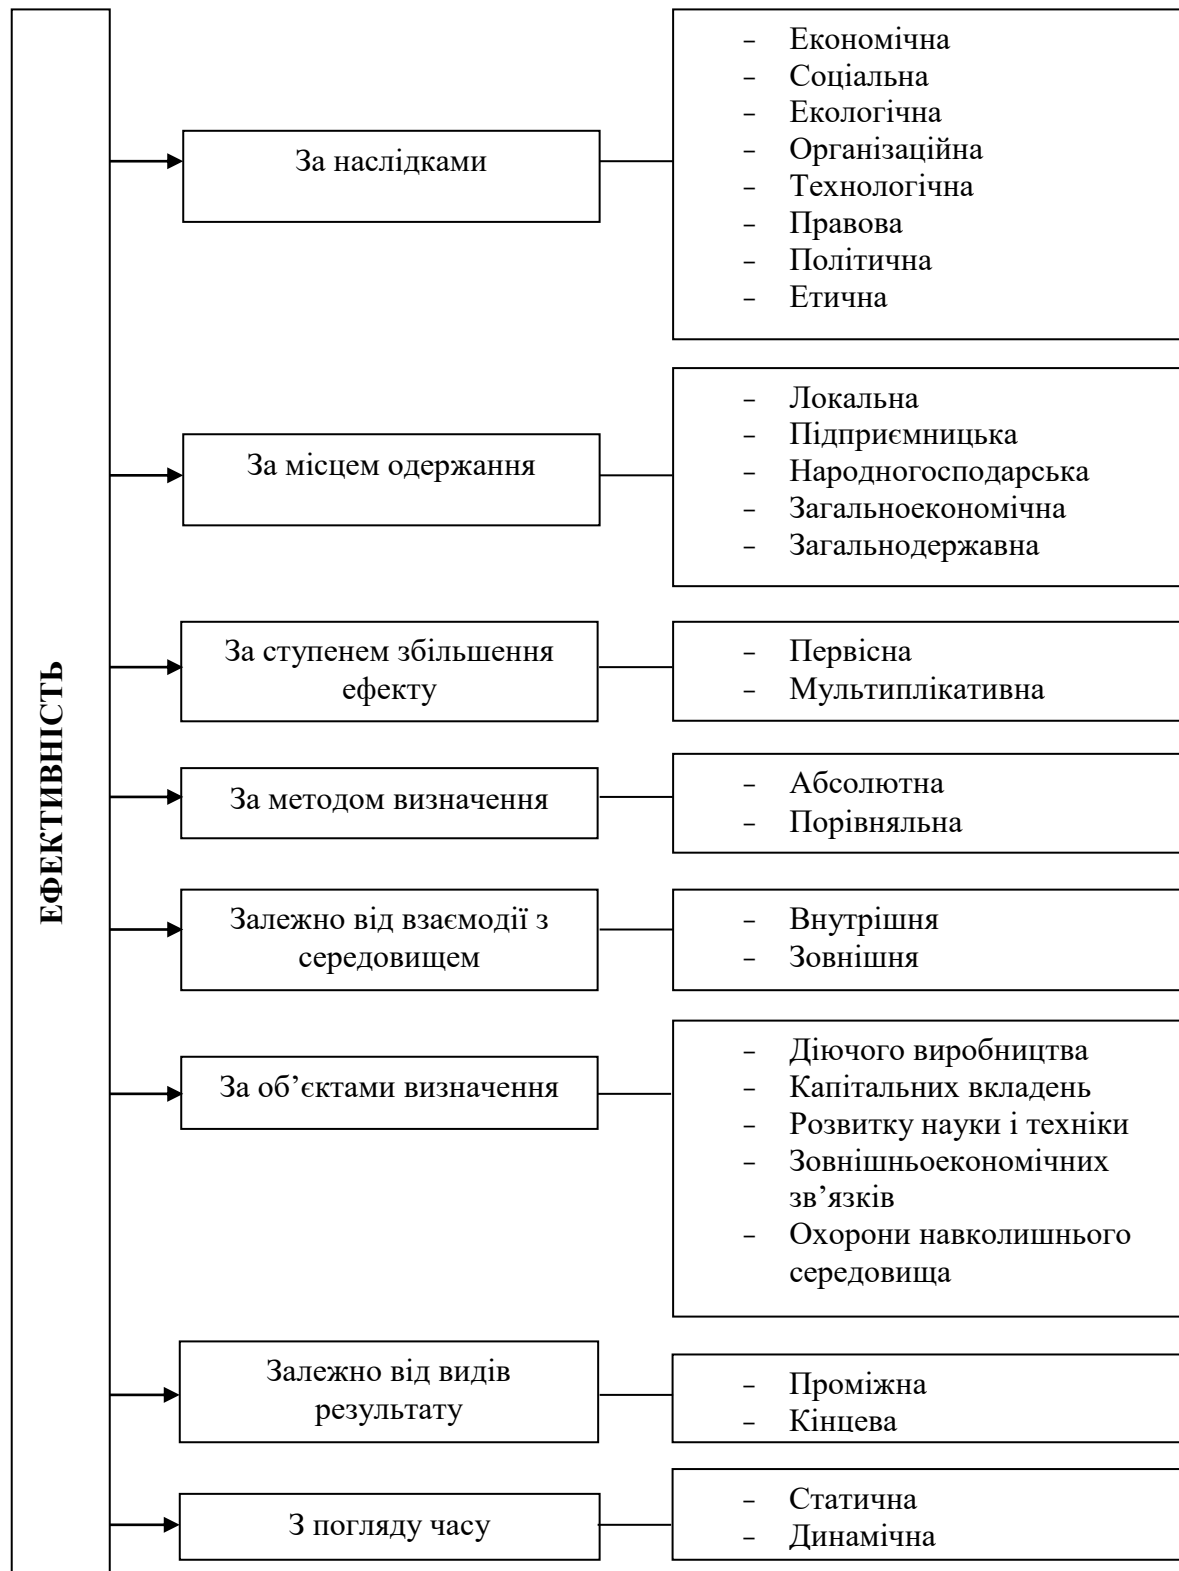 ЕФЕКТИВНІСТЬ
За наслідками
- Економічна
- Соціальна
- Екологічна
- Організаційна
- Технологічна
- Правова
- Політична
- Етична
За місцем одержання
- Локальна
- Підприємницька
- Народногосподарська
- Загальноекономічна
- Загальнодержавна
За ступенем збільшення
ефекту
- Первісна
- Мультиплікативна
За методом визначення
- Абсолютна
- Порівняльна
Залежно від взаємодії з
середовищем
- Внутрішня
- Зовнішня
За об’єктами визначення
- Діючого виробництва
- Капітальних вкладень
- Розвитку науки і техніки
- Зовнішньоекономічних
зв’язків
- Охорони навколишнього
середовища
Залежно від видів
результату
- Проміжна
- Кінцева
З погляду часу
- Статична
- Динамічна